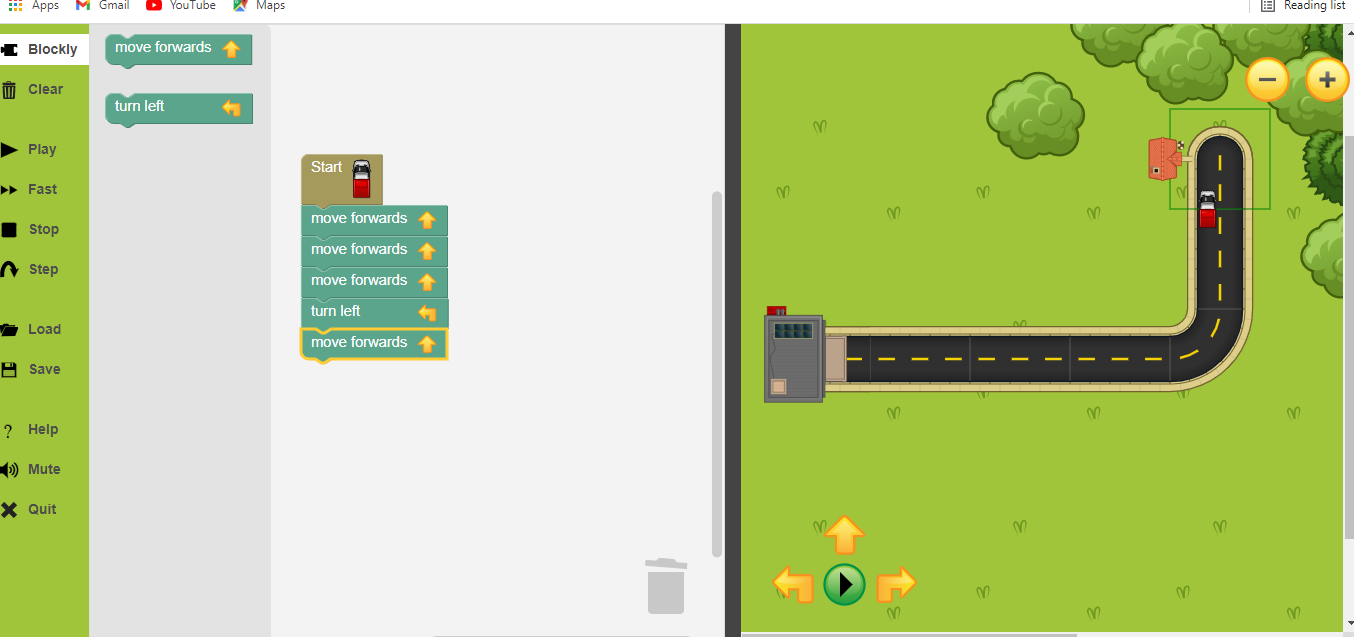 Apps Gmail YouTube Maps Reading list
Blockly
Clear
Play
Fast
Stop
Step
Load
Save
Help
Mute
Quit
move forwards
turn left
Start
move forwards
move forwards
move forwards
turn left
move forwards